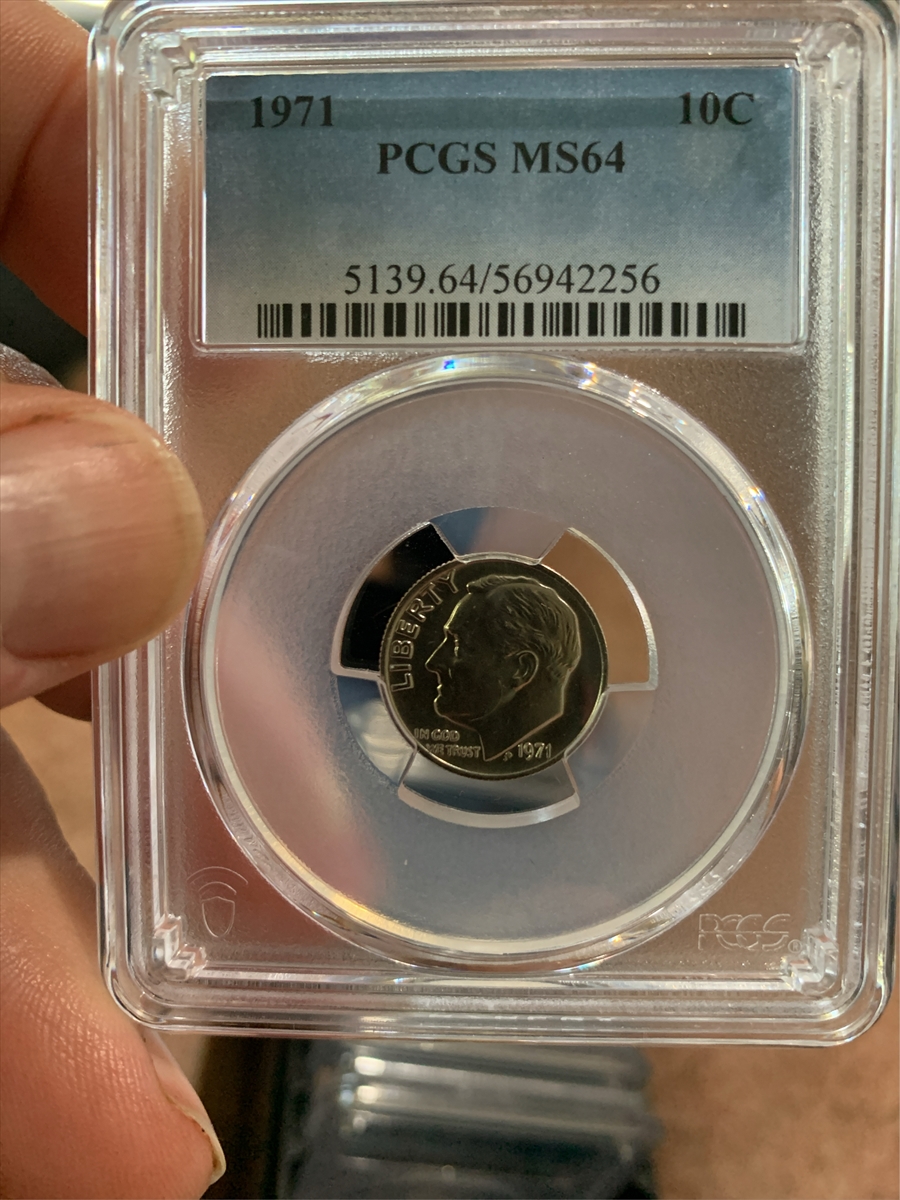 1971 10C
PCGS MS64
5139.64/56942256
LIBERTY
IN GOD
WE TRUST
P 1971
PCGS